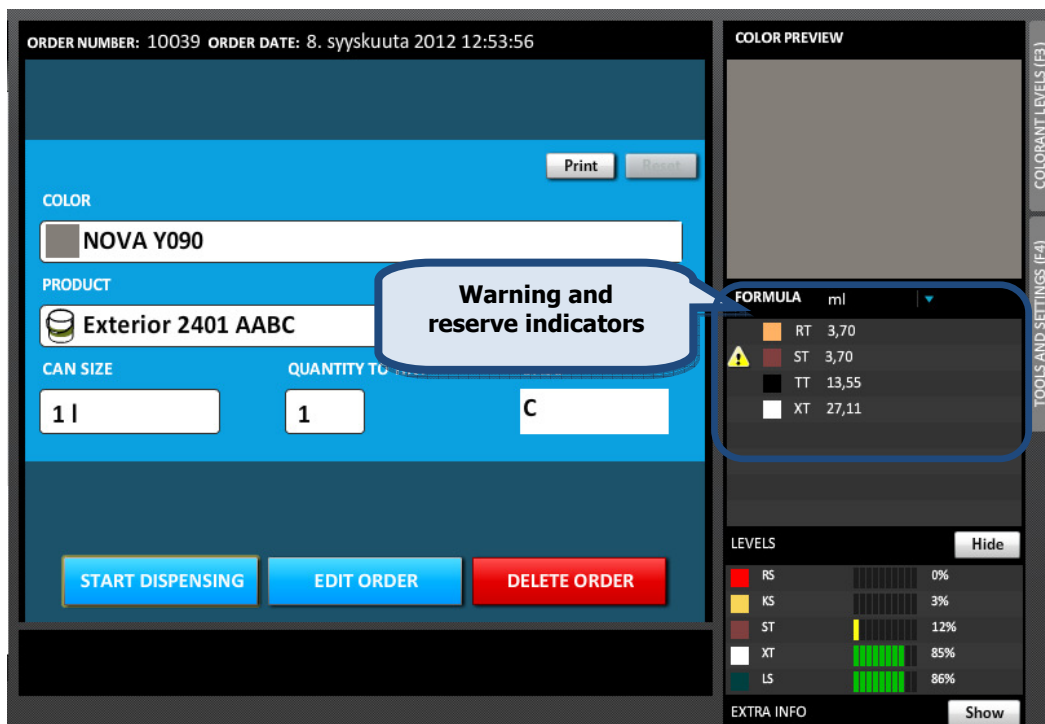 ORDER NUMBER: 10039 ORDER DATE: 8. syyskuuta 2012 12:53:56
Print
Reset
COLOR
NOVA Y090
PRODUCT
Exterior 2401 AABC
CAN SIZE
QUANTITY TO
1 l
1
C
START DISPENSING
EDIT ORDER
DELETE ORDER
Warning and
reserve indicators
COLOR PREVIEW
FORMULA ml
RT 3,70
ST 3,70
TT 13,55
XT 27,11
LEVELS
Hide
RS 0%
KS 3%
ST 12%
XT 85%
LS 86%
EXTRA INFO
Show
COLORANT LEVELS (F3)
TOOLS AND SETTINGS (F4)